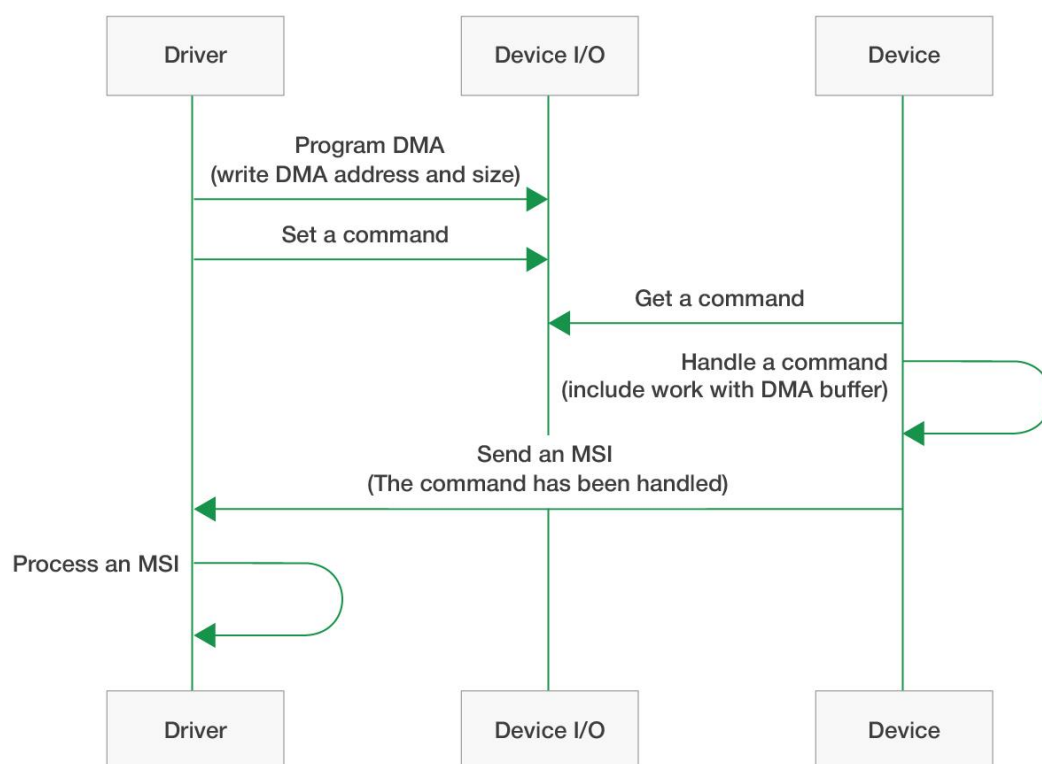 Driver
Device I/O
Device
Program DMA
(write DMA address and size)
Set a command
Get a command
Handle a command
(include work with DMA buffer)
Send an MSI
(The command has been handled)
Process an MSI
Driver
Device I/O
Device